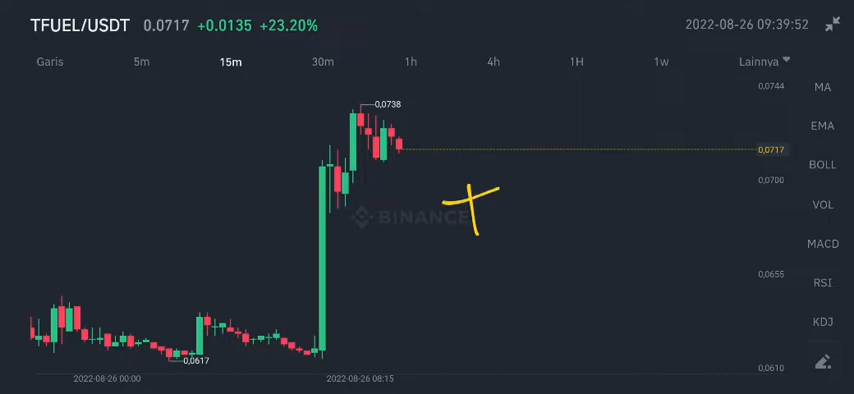 TFUEL/USDT 0.0717 +0.0135 +23.20% 2022-08-26 09:39:52
Garis 5m 15m 30m 1h 4h 1H 1w Lainnya
0,0744
MA
0,0738
EMA
0,0717
BOLL
0,0700
VOL
BINANCE
MACD
0,0655
RSI
KDJ
0,0617
0,0610
2022-08-26 00:00 2022-08-26 08:15